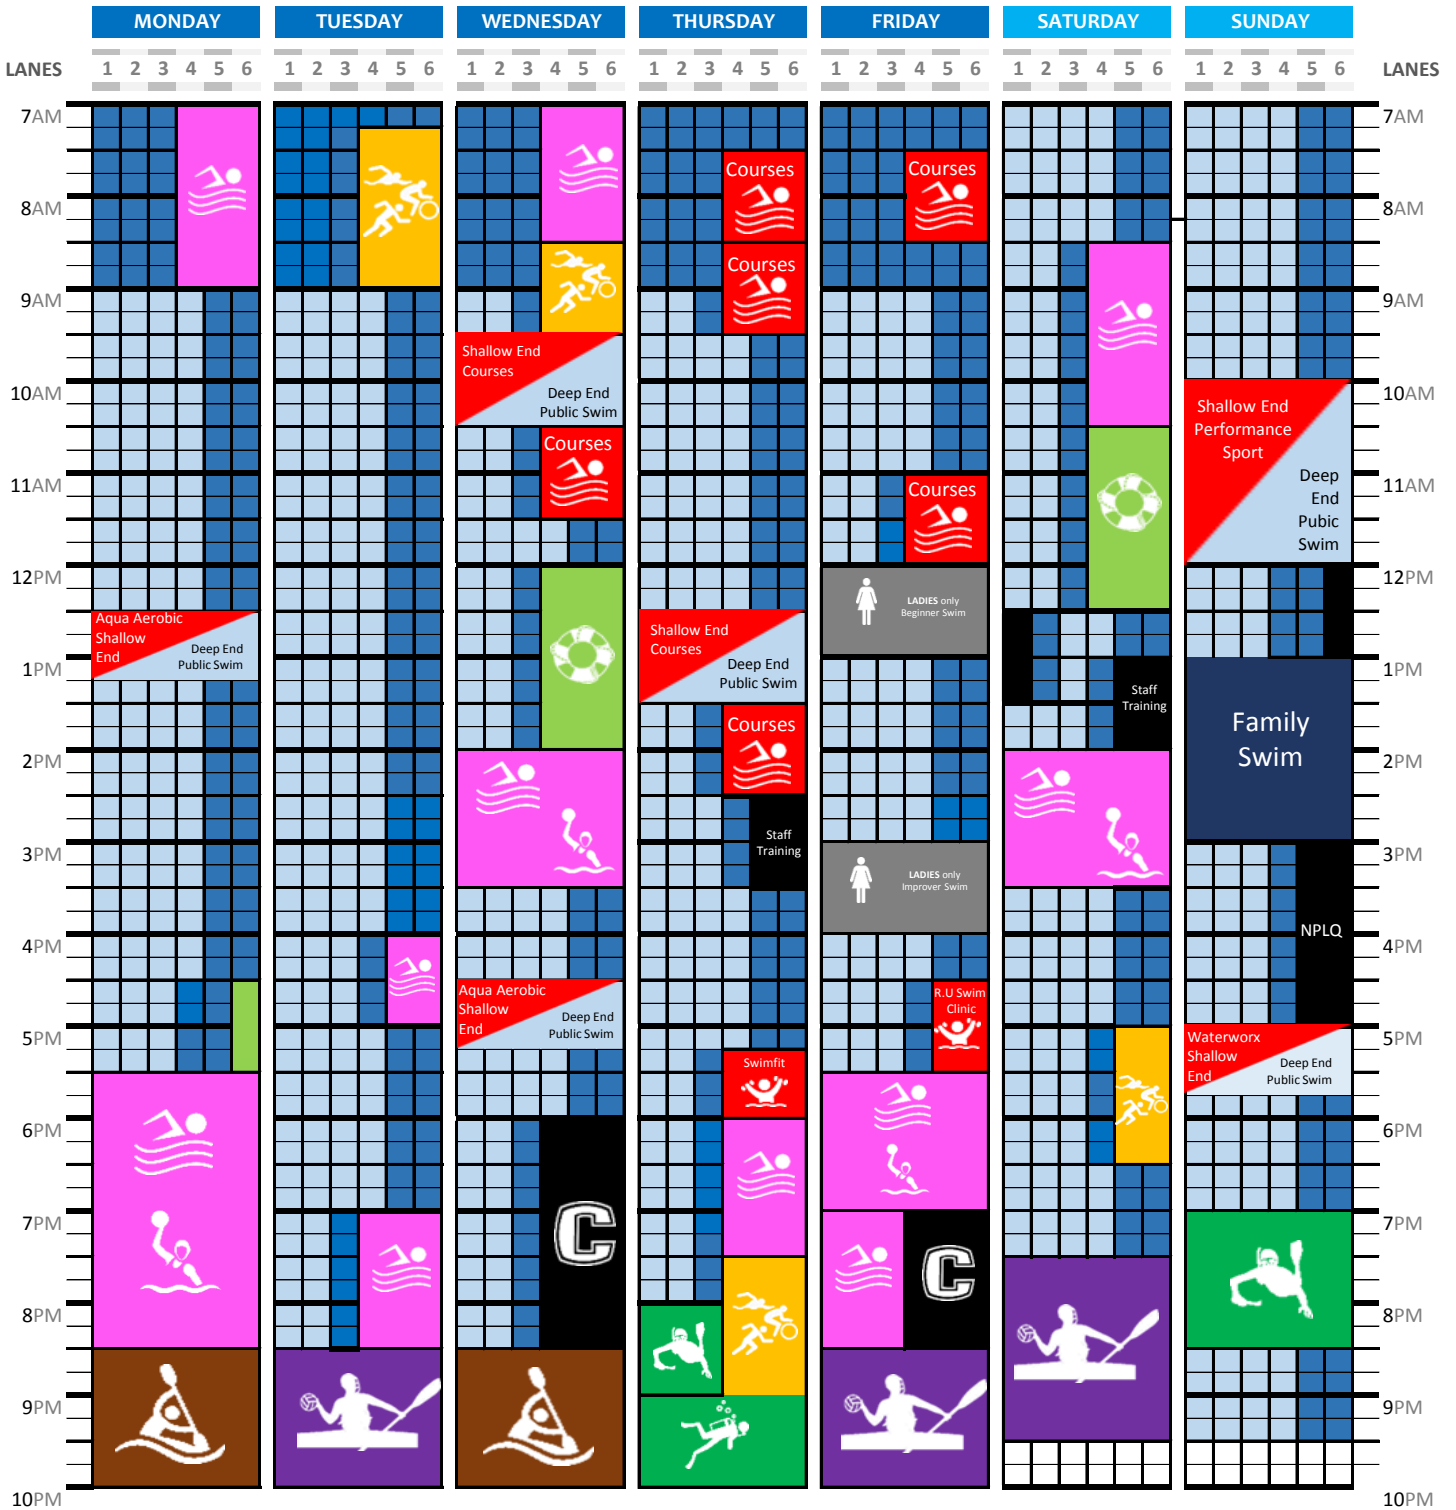 MONDAY TUESDAY WEDNESDAY THURSDAY FRIDAY SATURDAY SUNDAY
LANES 1 2 3 4 5 6 1 2 3 4 5 6 1 2 3 4 5 6 1 2 3 4 5 6 1 2 3 4 5 6 1 2 3 4 5 6 1 2 3 4 5 6 LANES
7AM 7AM
Courses Courses
8AM 8AM
Courses
9AM 9AM
Shallow End
Courses
Deep End
Public Swim
10AM 10AM
Shallow End
Performance
Sport
Deep
End
Pubic
Swim
Courses
11AM 11AM
Courses
12PM 12PM
LADIES only
Beginner Swim
Aqua Aerobic
Shallow
End
Deep End
Public Swim
Shallow End
Courses
Deep End
Public Swim
1PM 1PM
Staff
Training
Courses
Family
Swim
2PM 2PM
Staff
Training
3PM 3PM
LADIES only
Improver Swim
NPLQ
4PM 4PM
Aqua Aerobic
Shallow
End
Deep End
Public Swim
R.U Swim
Clinic
5PM 5PM
Waterworx
Shallow
End
Deep End
Public Swim
Swimfit
6PM 6PM
7PM 7PM
C C
8PM 8PM
9PM 9PM
10PM 10PM